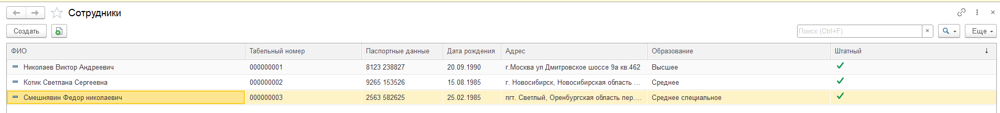 Сотрудники
Создать
Поиск (Ctrl+F) × Еще
ФИО Табельный номер Паспортные данные Дата рождения Адрес Образование Штатный ↓
Николаев Виктор Андреевич 000000001 8123 238827 20.09.1990 г.Москва ул Дмитровское шоссе 9а кв.462 Высшее
Котик Светлана Сергеевна 000000002 9265 153526 15.08.1985 г. Новосибирск, Новосибирская область ... Среднее
Смешнявин Федор николаевич 000000003 2563 582625 25.02.1985 пгт. Светлый, Оренбургская область пер.... Среднее специальное